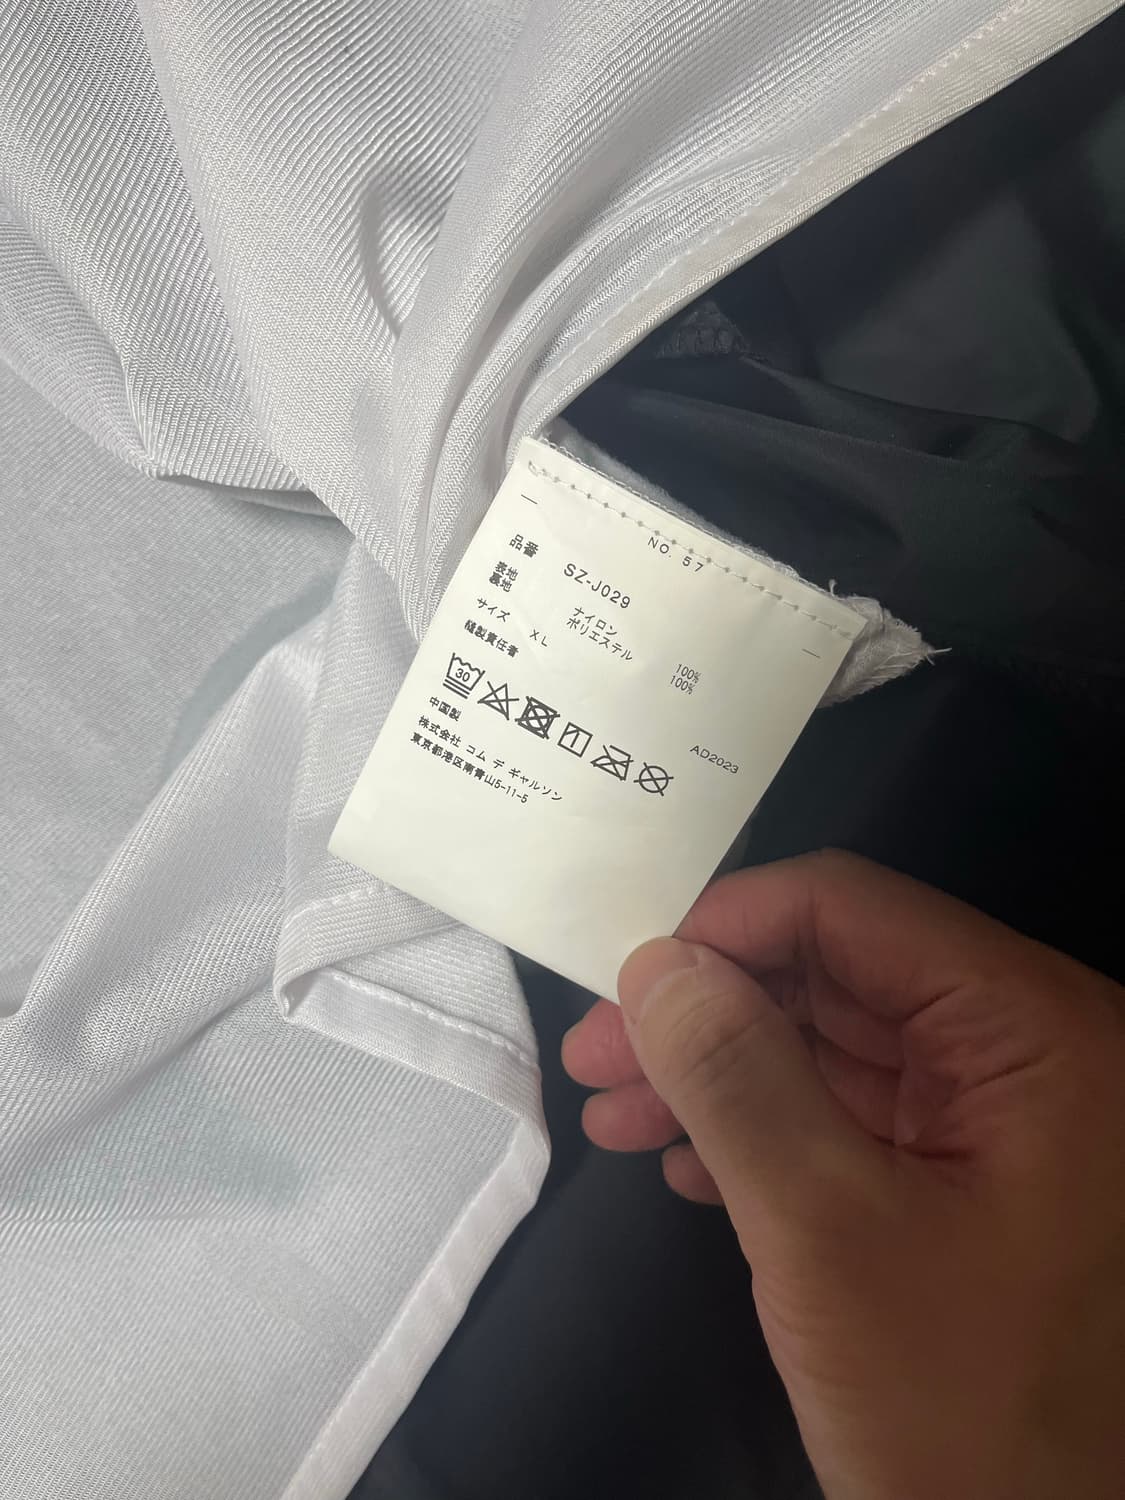 NO. 57
品番 SZ-J029
表地 ナイロン 100%
裏地 ポリエステル 100%
サイズ XL
縫製責任者
30
AD2023
中国製
株式会社 コム デ ギャルソン
東京都港区南青山5-11-5